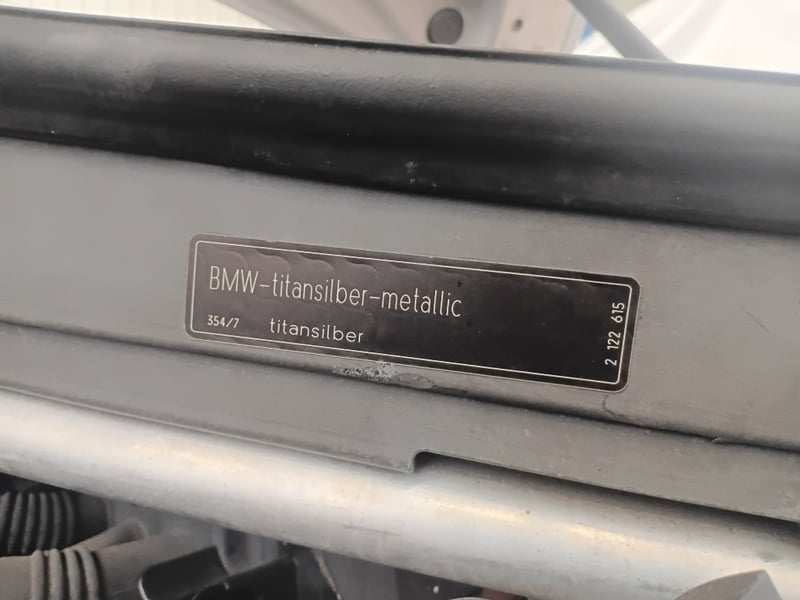 BMW-titansilber-metallic
354/7 titansilber
2 122 615